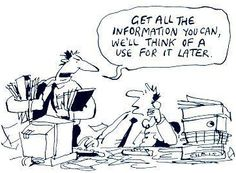 GET ALL THE
INFORMATION YOU CAN,
WE'LL THINK OF A
USE FOR IT LATER.